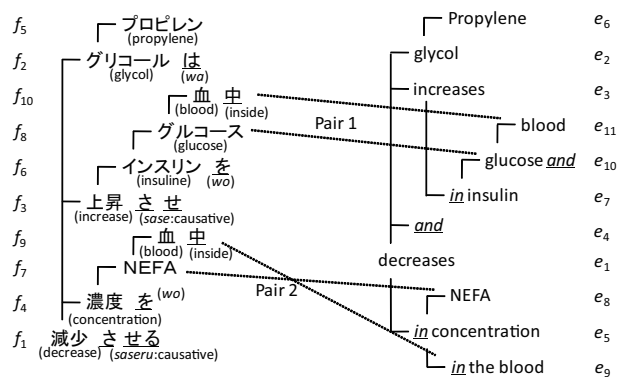 f5 プロピレン Propylene e6
(propylene)
f2 グリコール は glycol e2
(glycol) (wa)
f10 血 中 increases e3
(blood) (inside)
Pair 1 blood e11
f8 グルコース glucose and e10
(glucose)
f6 インスリン を in insulin e7
(insuline) (wo)
f3 上昇 さ せ and e4
(increase) (sase:causative)
f9 血 中 decreases e1
(blood) (inside)
f7 NEFA NEFA e8
Pair 2
f4 濃度 を (wo) in concentration e5
(concentration)
f1 減少 さ せる in the blood e9
(decrease) (saseru:causative)